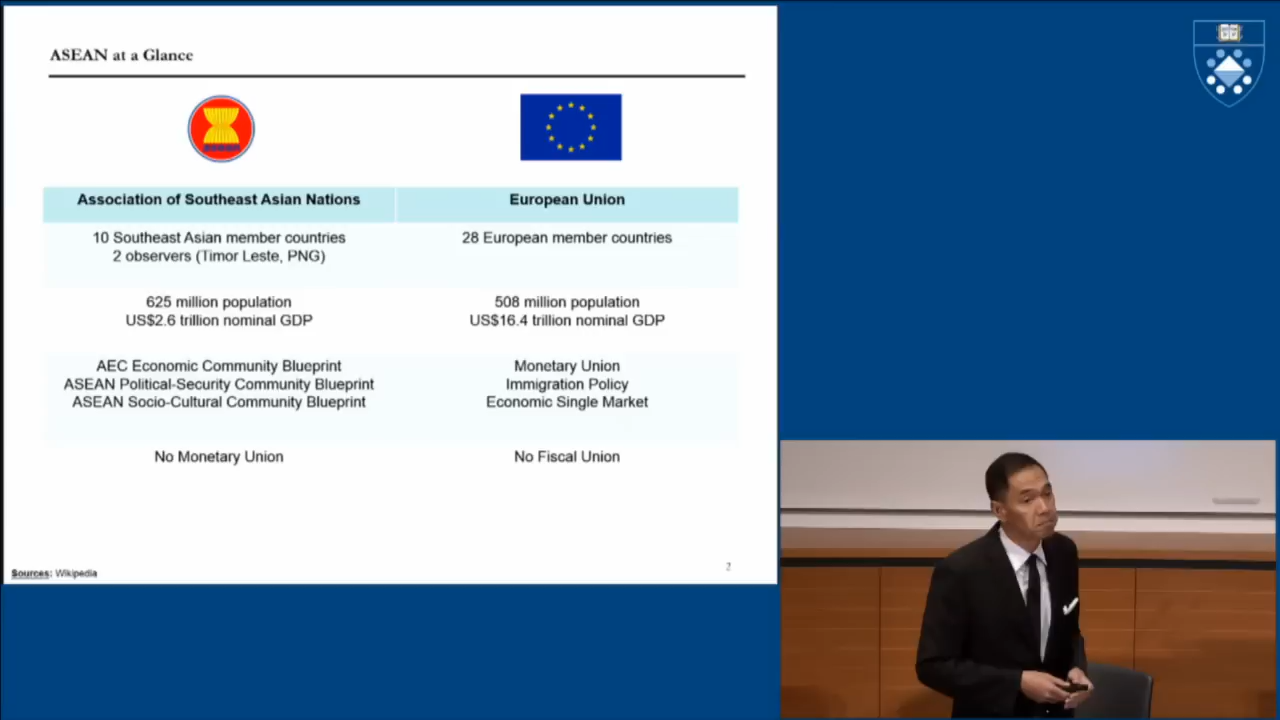 ASEAN at a Glance
Association of Southeast Asian Nations
European Union
10 Southeast Asian member countries
2 observers (Timor Leste, PNG)
28 European member countries
625 million population
US$2.6 trillion nominal GDP
508 million population
US$16.4 trillion nominal GDP
AEC Economic Community Blueprint
ASEAN Political-Security Community Blueprint
ASEAN Socio-Cultural Community Blueprint
Monetary Union
Immigration Policy
Economic Single Market
No Monetary Union
No Fiscal Union
Sources: Wikipedia
2